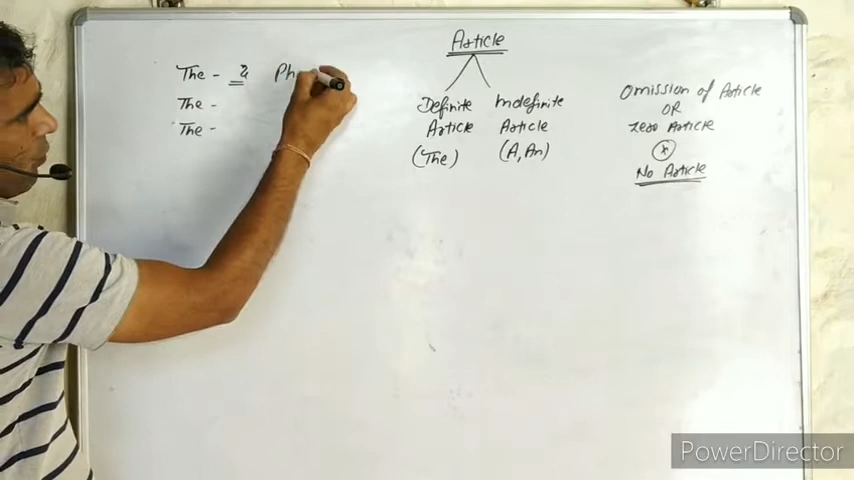 Article
The - दे Ph
The -
The -
Definite Article (The)
Indefinite Article (A, An)
Omission of Article
OR
Zero Article
×
No Article
PowerDirector